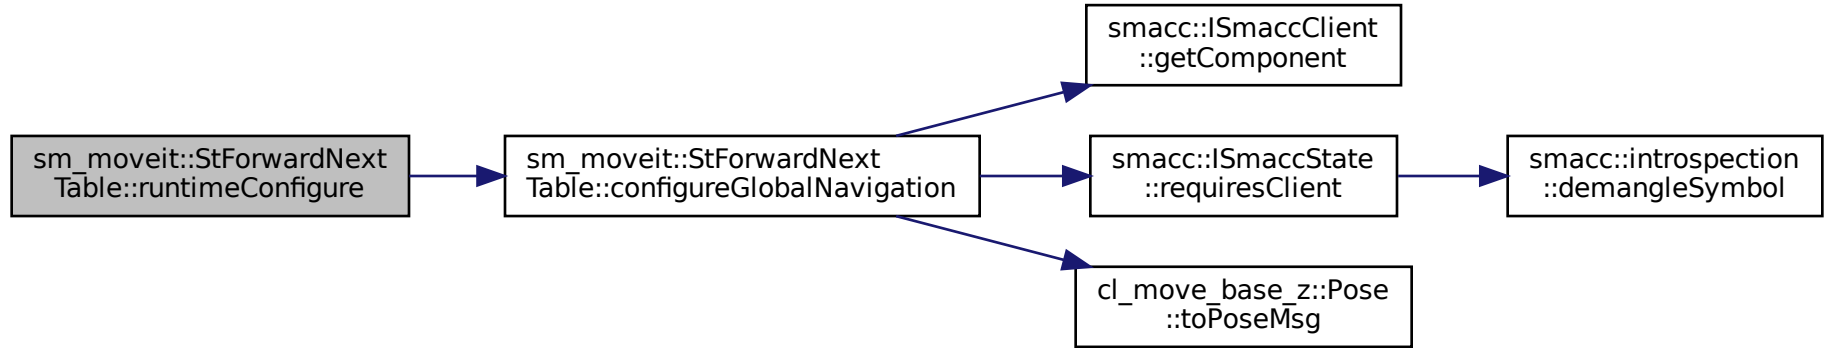 smacc::ISmaccClient
::getComponent
sm_moveit::StForwardNext
Table::runtimeConfigure
sm_moveit::StForwardNext
Table::configureGlobalNavigation
smacc::ISmaccState
::requiresClient
smacc::introspection
::demangleSymbol
cl_move_base_z::Pose
::toPoseMsg